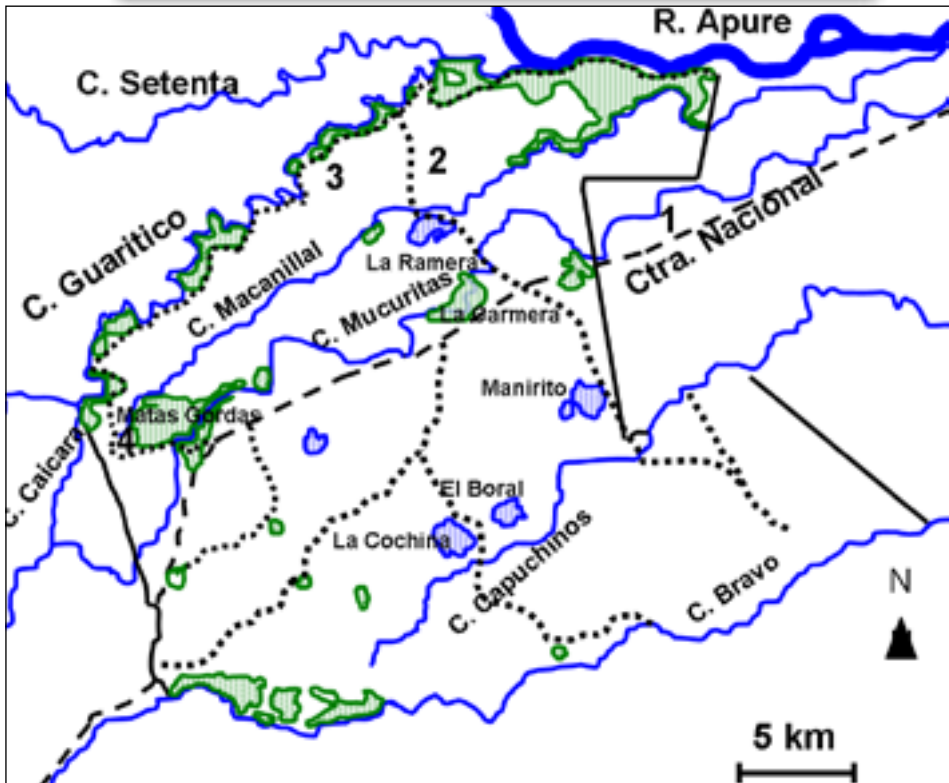 R. Apure
C. Setenta
2
3
C. Guaritico
1
Ctra. Nacional
La Ramera
C. Macanillal
C. Mucuritas
La Carmera
Manirito
Matas Gordas
4
C. Caicara
El Boral
La Cochina
C. Capuchinos
C. Bravo
N
5 km